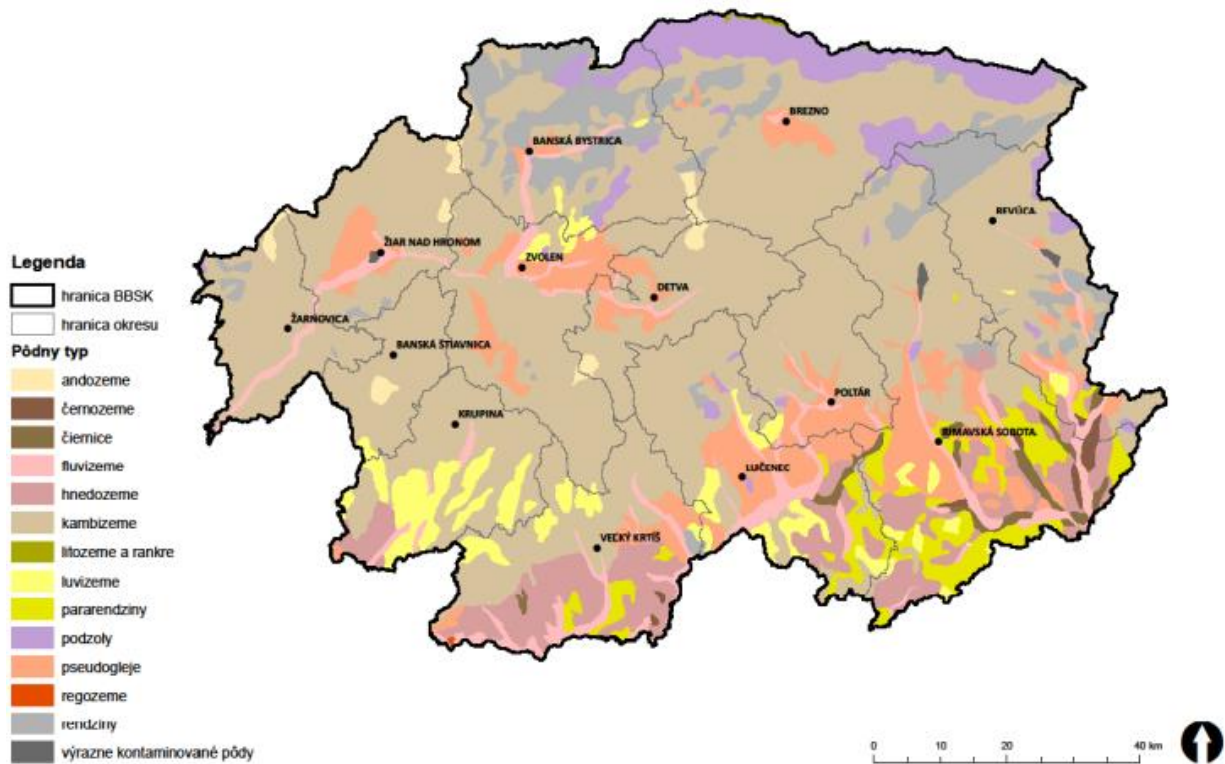 BREZNO
BANSKÁ BYSTRICA
REVÚCA
ŽIAR NAD HRONOM
ZVOLEN
DETVA
ŽARNOVICA
BANSKÁ ŠTIAVNICA
KRUPINA
POLTÁR
RIMAVSKÁ SOBOTA
LUČENEC
VEĽKÝ KRTÍŠ
Legenda
hranica BBSK
hranica okresu
Pôdny typ
andozeme
černozeme
čiernice
fluvizeme
hnedozeme
kambizeme
litozeme a rankre
luvizeme
pararendziny
podzoly
pseudogleje
regozeme
rendziny
výrazne kontaminované pôdy
0 10 20 40 km